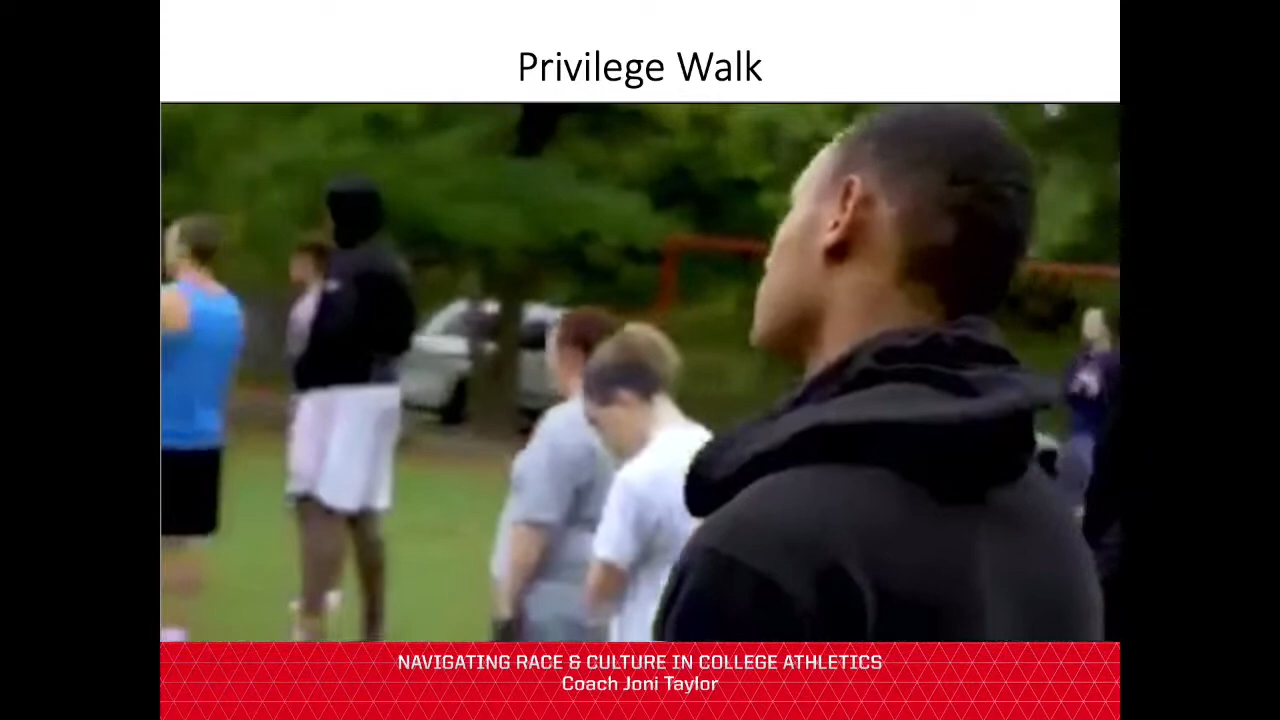 Privilege Walk
NAVIGATING RACE & CULTURE IN COLLEGE ATHLETICS
Coach Joni Taylor